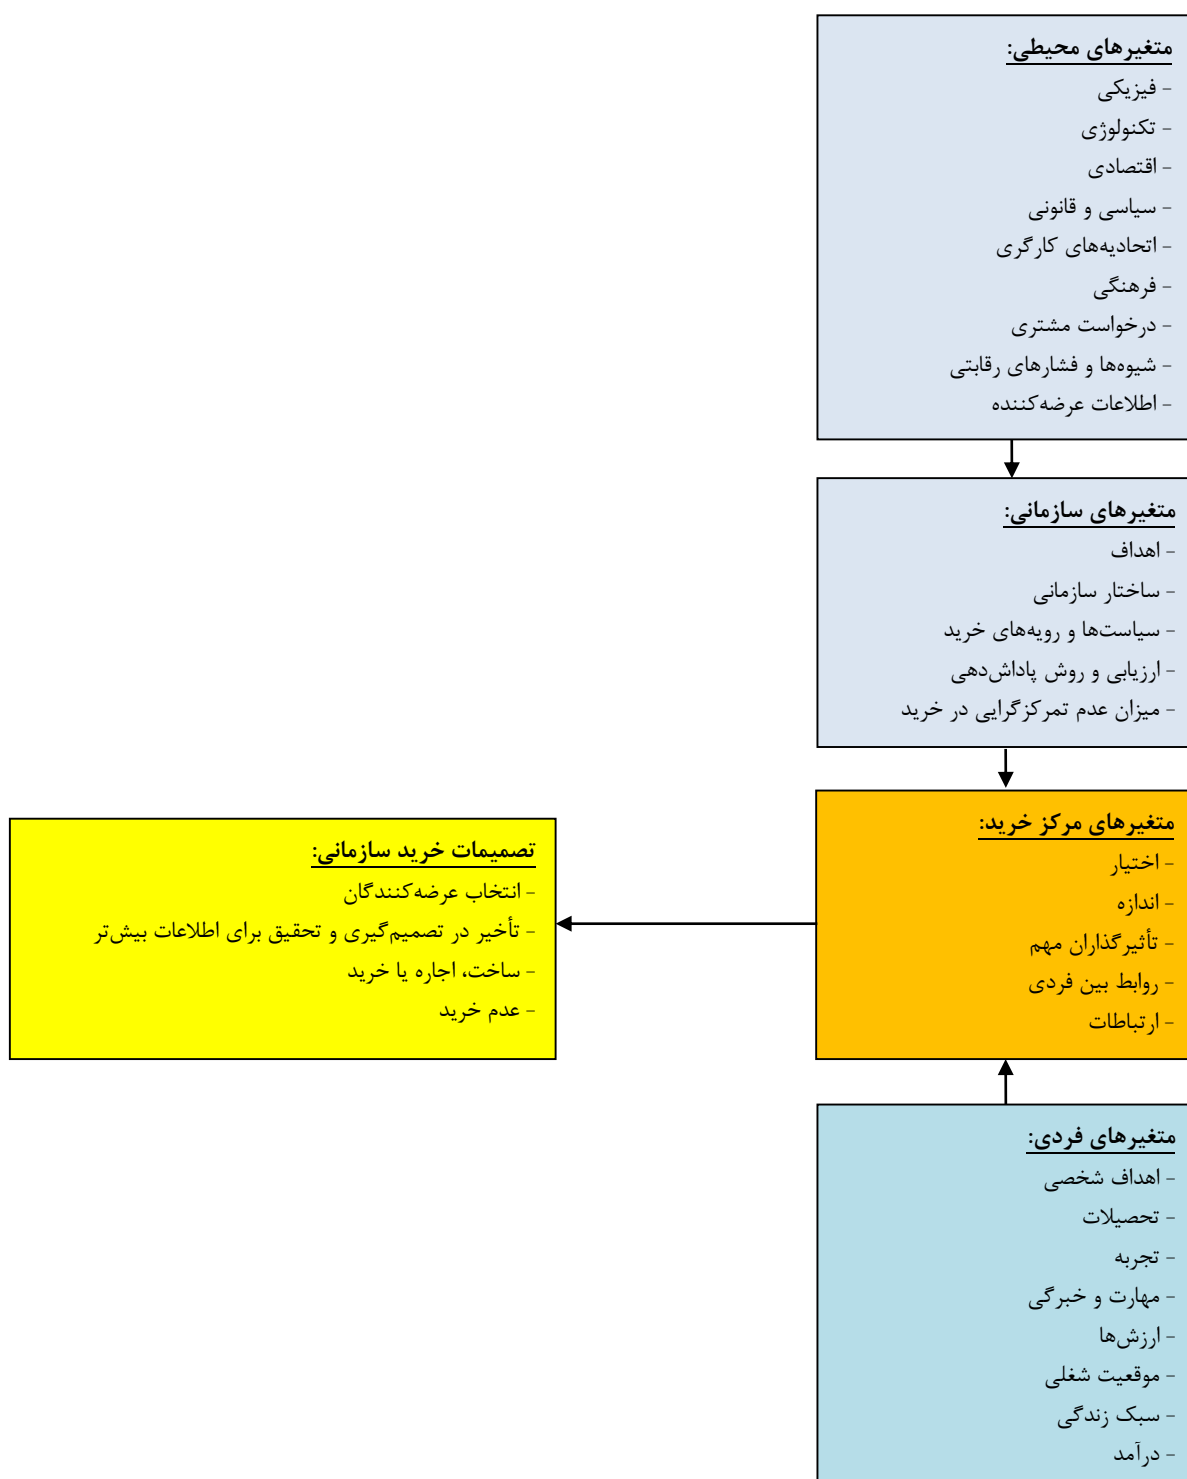 متغیرهای محیطی:
- فیزیکی
- تکنولوژی
- اقتصادی
- سیاسی و قانونی
- اتحادیه‌های کارگری
- فرهنگی
- درخواست مشتری
- شیوه‌ها و فشارهای رقابتی
- اطلاعات عرضه‌کننده
متغیرهای سازمانی:
- اهداف
- ساختار سازمانی
- سیاست‌ها و رویه‌های خرید
- ارزیابی و روش پاداش‌دهی
- میزان عدم تمرکزگرایی در خرید
متغیرهای مرکز خرید:
- اختیار
- اندازه
- تأثیرگذاران مهم
- روابط بین فردی
- ارتباطات
تصمیمات خرید سازمانی:
- انتخاب عرضه‌کنندگان
- تأخیر در تصمیم‌گیری و تحقیق برای اطلاعات بیش‌تر
- ساخت، اجاره یا خرید
- عدم خرید
متغیرهای فردی:
- اهداف شخصی
- تحصیلات
- تجربه
- مهارت و خبرگی
- ارزش‌ها
- موقعیت شغلی
- سبک زندگی
- درآمد